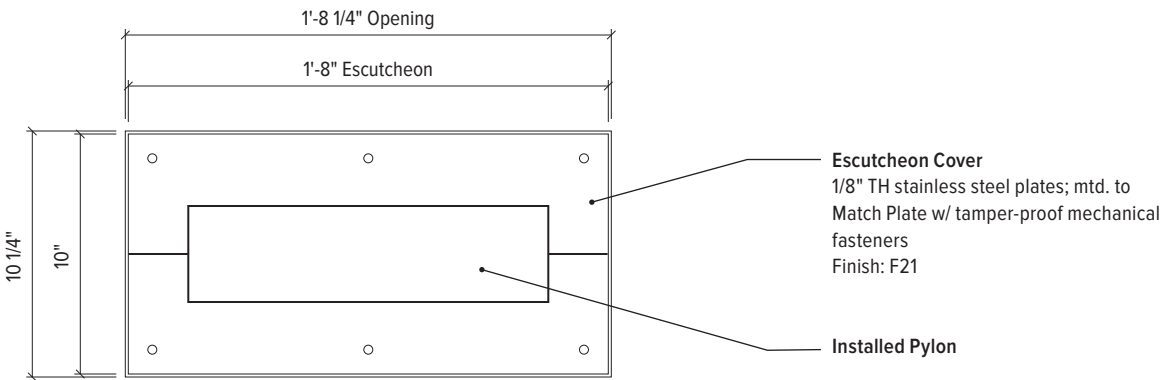 1'-8 1/4" Opening
1'-8" Escutcheon
10 1/4"
10"
Escutcheon Cover
1/8" TH stainless steel plates; mtd. to
Match Plate w/ tamper-proof mechanical
fasteners
Finish: F21
Installed Pylon